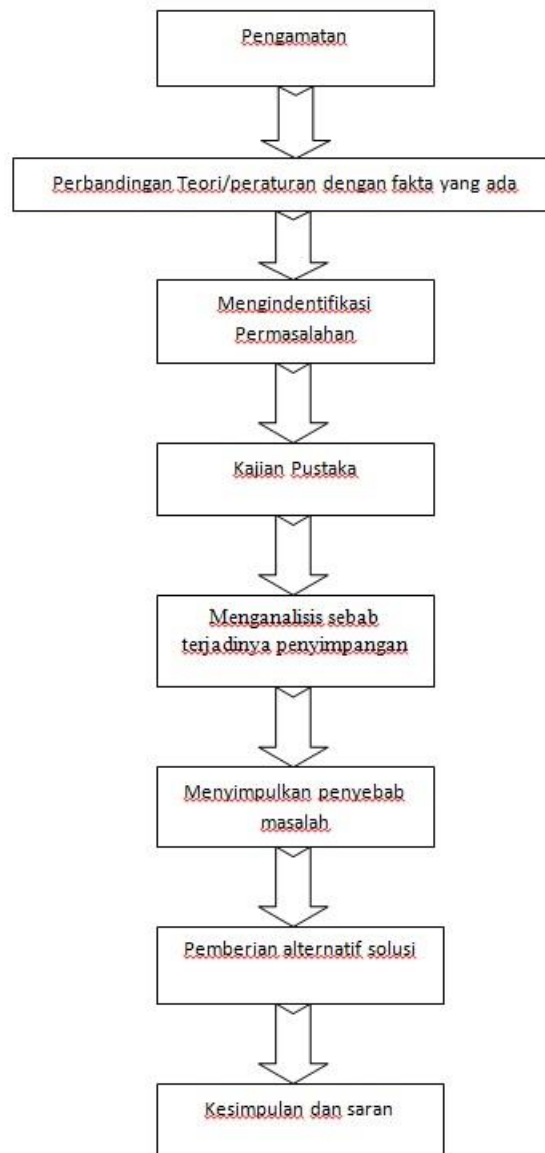 Pengamatan
Perbandingan Teori/peraturan dengan fakta yang ada
Mengindentifikasi
Permasalahan
Kajian Pustaka
Menganalisis sebab
terjadinya penyimpangan
Menyimpulkan penyebab
masalah
Pemberian alternatif solusi
Kesimpulan dan saran